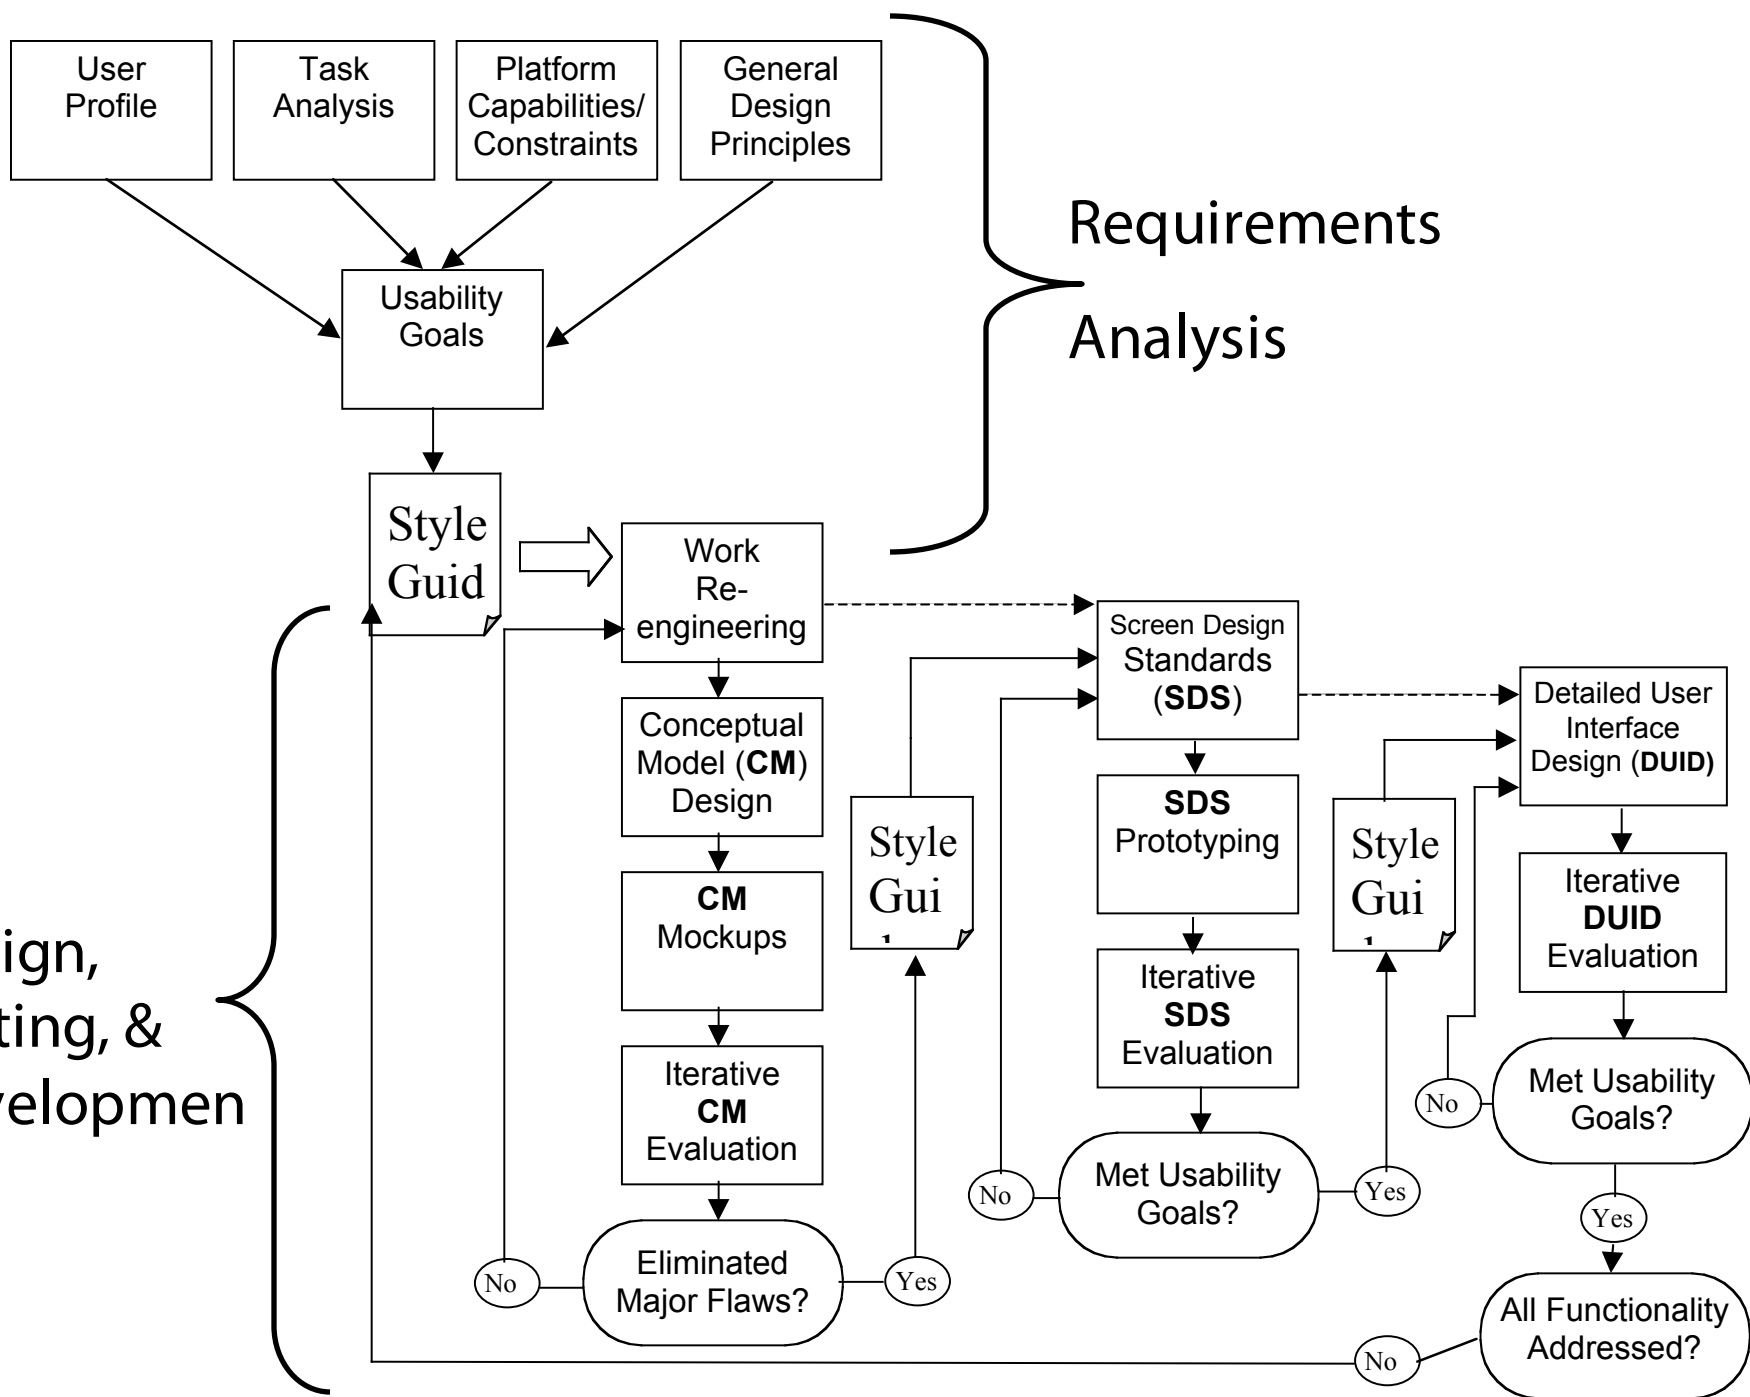 User
Profile
Task
Analysis
Platform
Capabilities/
Constraints
General
Design
Principles
Requirements
Analysis
Usability
Goals
Style
Guid
Work
Re-
engineering
Conceptual
Model (CM)
Design
CM
Mockups
Iterative
CM
Evaluation
Eliminated
Major Flaws?
No
Yes
Style
Gui
Screen Design
Standards
(SDS)
SDS
Prototyping
Iterative
SDS
Evaluation
Met Usability
Goals?
No
Yes
Style
Gui
Detailed User
Interface
Design (DUID)
Iterative
DUID
Evaluation
Met Usability
Goals?
No
Yes
All Functionality
Addressed?
No
ign,
ting, &
velopmen